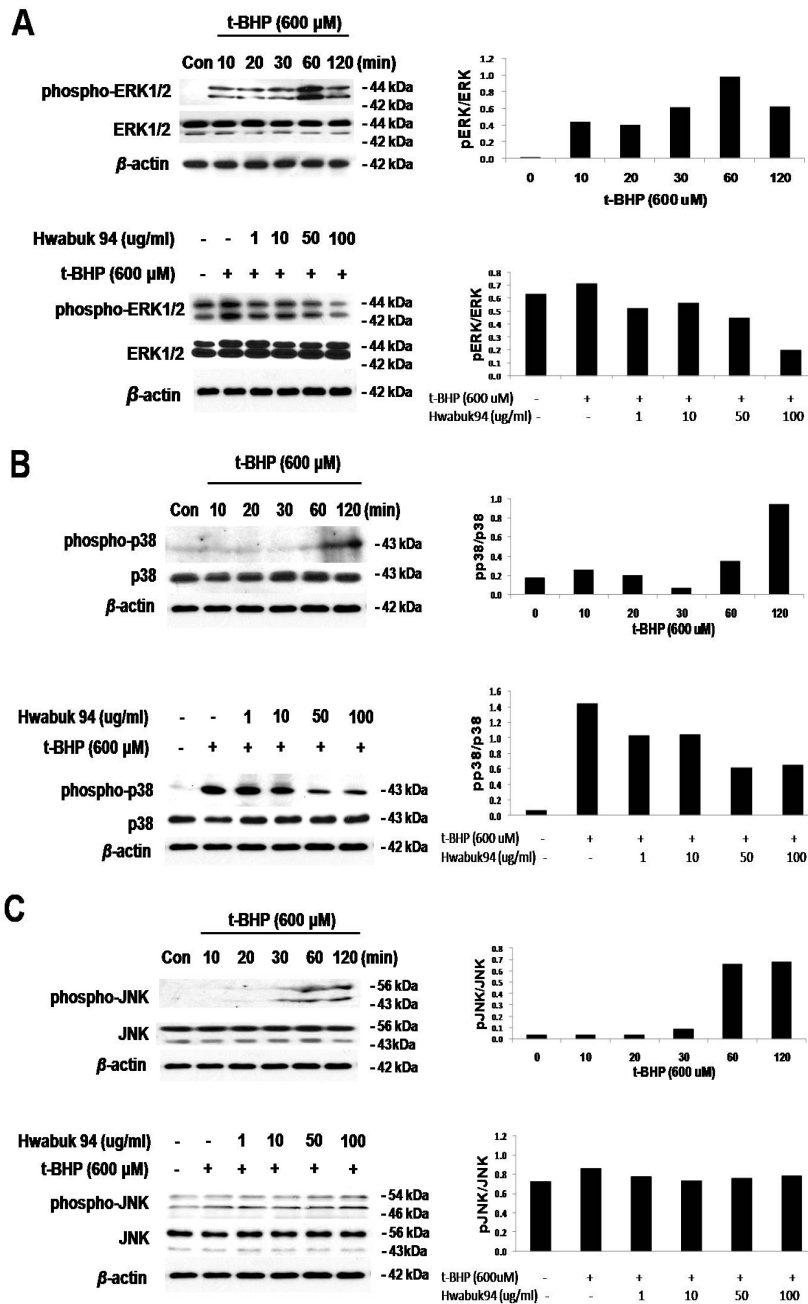 A
t-BHP (600 μM)
Con 10 20 30 60 120 (min)
phospho-ERK1/2
- 44 kDa
- 42 kDa
ERK1/2
- 44 kDa
- 42 kDa
β-actin
- 42 kDa
pERK/ERK
1.2
1.0
0.8
0.6
0.4
0.2
0.0
0 10 20 30 60 120
t-BHP (600 uM)
Hwabuk 94 (ug/ml) - - 1 10 50 100
t-BHP (600 μM) - + + + + +
phospho-ERK1/2
- 44 kDa
- 42 kDa
ERK1/2
- 44 kDa
- 42 kDa
β-actin
- 42 kDa
pERK/ERK
0.8
0.7
0.6
0.5
0.4
0.3
0.2
0.1
0.0
t-BHP (600 uM) - + + + + +
Hwabuk94 (ug/ml) - - 1 10 50 100
B
t-BHP (600 μM)
Con 10 20 30 60 120 (min)
phospho-p38
- 43 kDa
p38
- 43 kDa
β-actin
- 42 kDa
pp38/p38
1.0
0.8
0.6
0.4
0.2
0.0
0 10 20 30 60 120
t-BHP (600 uM)
Hwabuk 94 (ug/ml) - - 1 10 50 100
t-BHP (600 μM) - + + + + +
phospho-p38
- 43 kDa
p38
- 43 kDa
β-actin
- 42 kDa
pp38/p38
1.6
1.4
1.2
1.0
0.8
0.6
0.4
0.2
0.0
t-BHP (600 uM) - + + + + +
Hwabuk94 (ug/ml) - - 1 10 50 100
C
t-BHP (600 μM)
Con 10 20 30 60 120 (min)
phospho-JNK
- 56 kDa
- 43 kDa
JNK
- 56 kDa
- 43kDa
β-actin
- 42 kDa
pJNK/JNK
0.8
0.7
0.6
0.5
0.4
0.3
0.2
0.1
0.0
0 10 20 30 60 120
t-BHP (600 uM)
Hwabuk 94 (ug/ml) - - 1 10 50 100
t-BHP (600 μM) - + + + + +
phospho-JNK
- 54 kDa
- 46 kDa
JNK
- 56 kDa
- 43kDa
β-actin
- 42 kDa
pJNK/JNK
1.2
1.0
0.8
0.6
0.4
0.2
0.0
t-BHP (600uM) - + + + + +
Hwabuk94 (ug/ml) - - 1 10 50 100